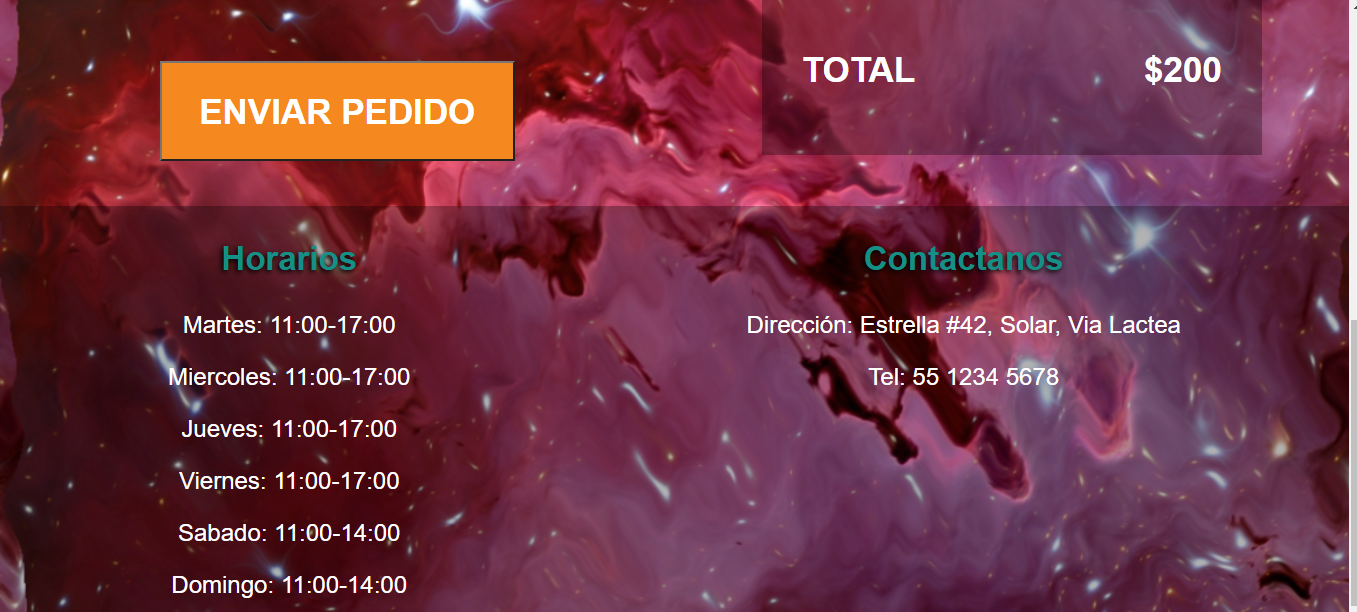 ENVIAR PEDIDO
TOTAL $200
Horarios
Martes: 11:00-17:00
Miercoles: 11:00-17:00
Jueves: 11:00-17:00
Viernes: 11:00-17:00
Sabado: 11:00-14:00
Domingo: 11:00-14:00
Contactanos
Dirección: Estrella #42, Solar, Via Lactea
Tel: 55 1234 5678